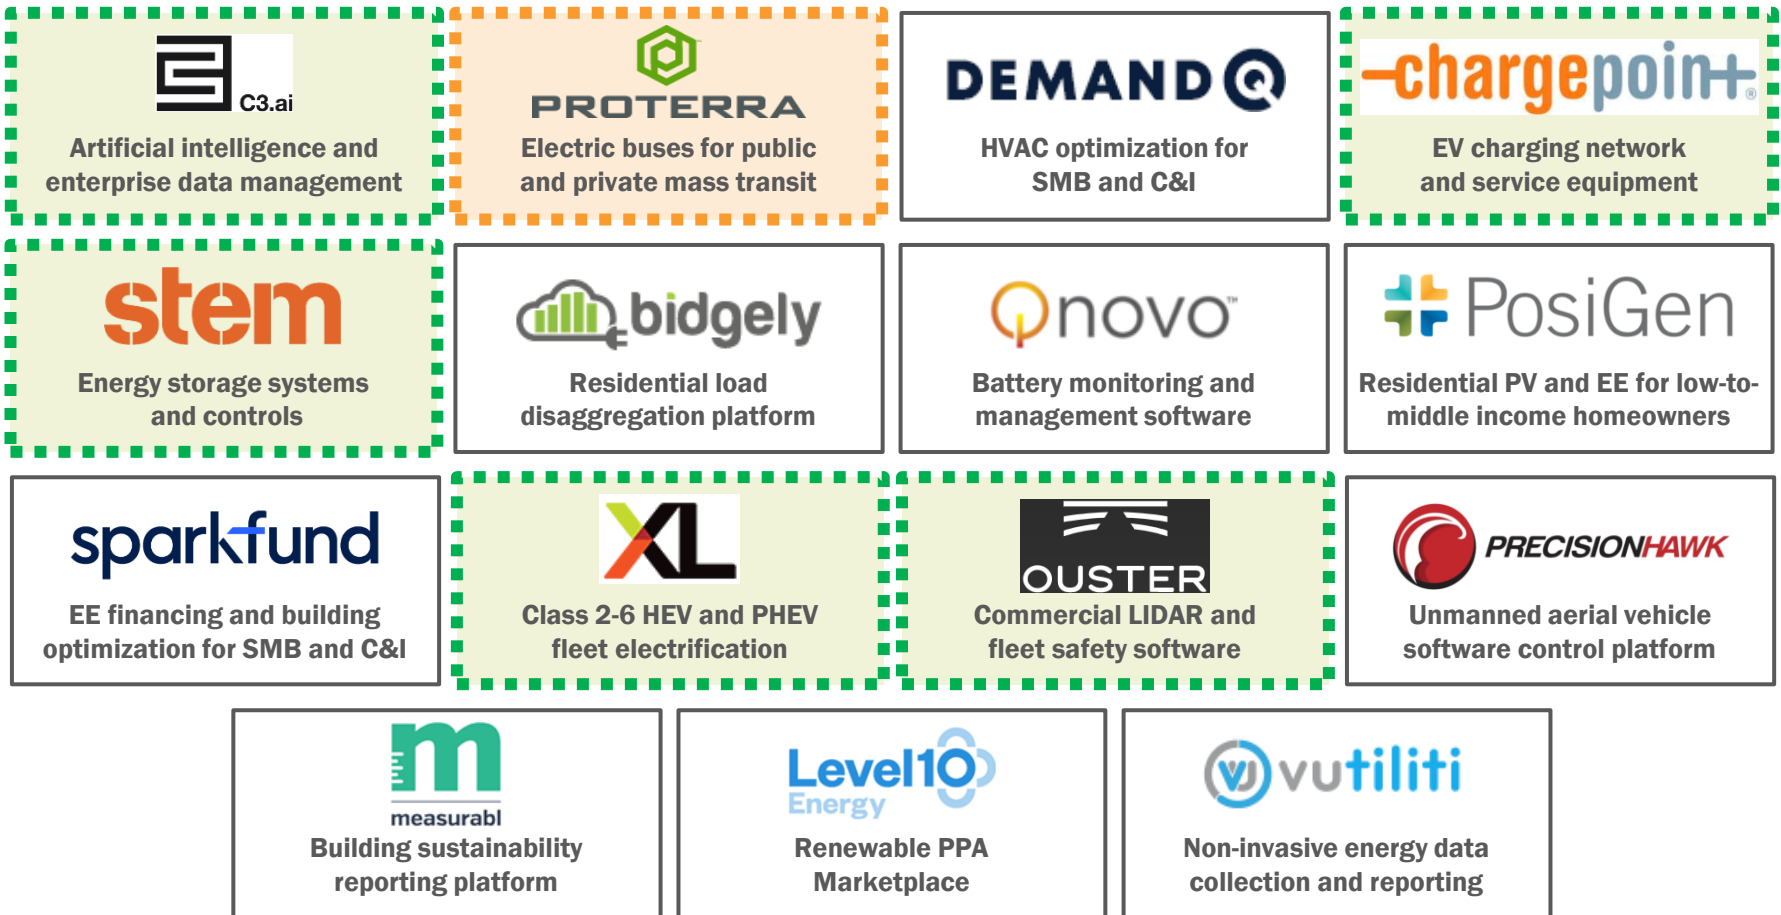 C3.ai
Artificial intelligence and
enterprise data management
PROTERRA
Electric buses for public
and private mass transit
DEMAND Q
HVAC optimization for
SMB and C&I
-chargepoin+®
EV charging network
and service equipment
stem
Energy storage systems
and controls
bidgely
Residential load
disaggregation platform
Qnovo™
Battery monitoring and
management software
PosiGen
Residential PV and EE for low-to-
middle income homeowners
sparkfund
EE financing and building
optimization for SMB and C&I
XL
Class 2-6 HEV and PHEV
fleet electrification
OUSTER
Commercial LIDAR and
fleet safety software
PRECISIONHAWK
Unmanned aerial vehicle
software control platform
m
measurabl
Building sustainability
reporting platform
Level10
Energy
Renewable PPA
Marketplace
vutiliti
Non-invasive energy data
collection and reporting